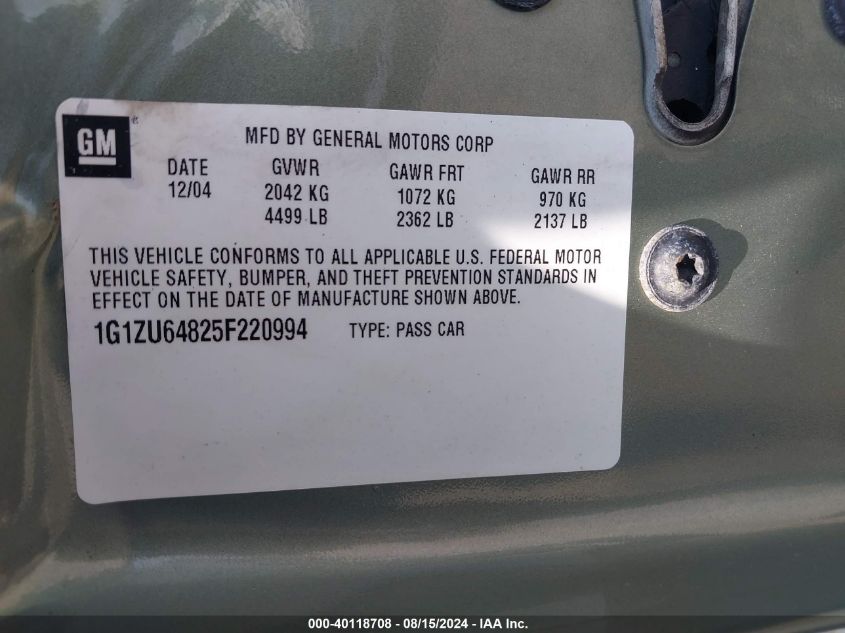 GM
MFD BY GENERAL MOTORS CORP
DATE GVWR GAWR FRT GAWR RR
12/04 2042 KG 1072 KG 970 KG
4499 LB 2362 LB 2137 LB
THIS VEHICLE CONFORMS TO ALL APPLICABLE U.S. FEDERAL MOTOR
VEHICLE SAFETY, BUMPER, AND THEFT PREVENTION STANDARDS IN
EFFECT ON THE DATE OF MANUFACTURE SHOWN ABOVE.
1G1ZU64825F220994 TYPE: PASS CAR
000-40118708 - 08/15/2024 - IAA Inc.